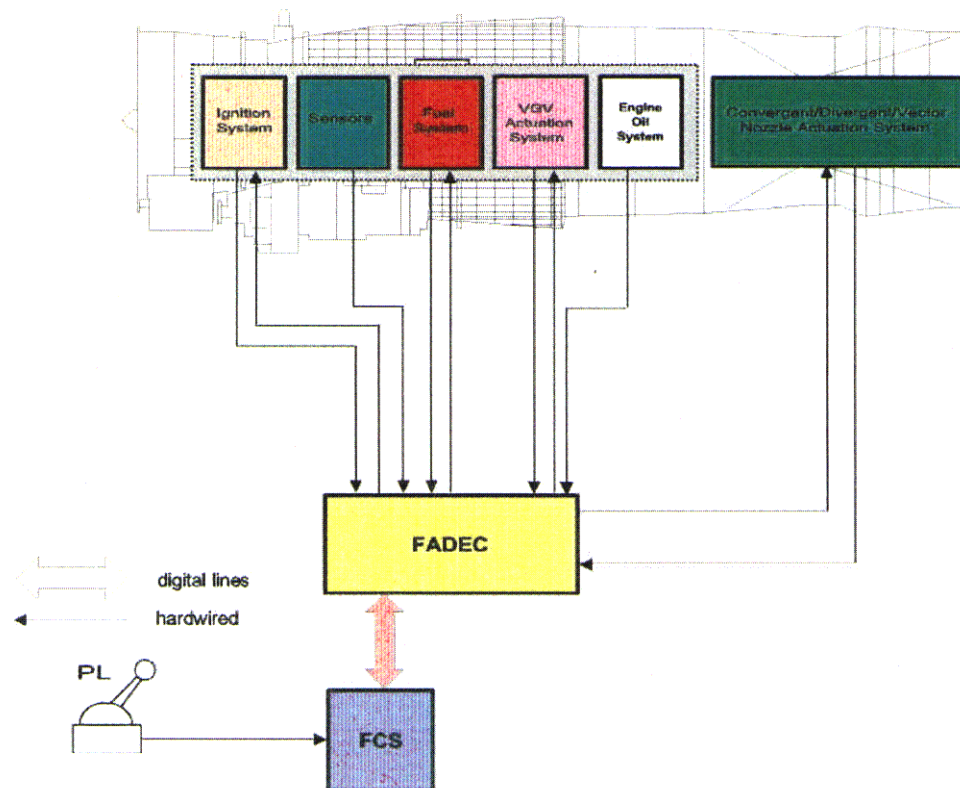 Ignition
System
Sensors
Fuel
System
VGV
Actuation
System
Engine
Oil
System
Convergent/Divergent/Vector
Nozzle Actuation System
FADEC
digital lines
hardwired
PL
FCS